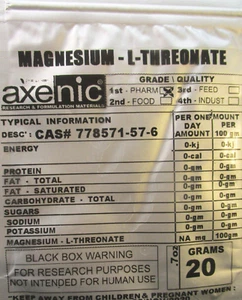 MAGNESIUM - L-THREONATE
axenic
RESEARCH & FORMULATION MATERIALS
GRADE \ QUALITY
1st - PHARM 3rd - FEED
2nd - FOOD 4th - INDUST
TYPICAL INFORMATION
DESC': CAS# 778571-57-6
PER ONE DAY AMOUNT
PER 100 gm
ENERGY 0-kj 0-kj
0-cal 0-cal
PROTEIN 0-gm 0-gm
FAT - TOTAL 0-gm 0-gm
FAT - SATURATED 0-gm 0-gm
CARBOHYDRATE - TOTAL 0-gm 0-gm
SUGARS 0-gm 0-gm
SODIUM 0-gm 0-gm
POTASSIUM 0-gm 0-gm
MAGNESIUM - L-THREONATE NA mg 100gm
BLACK BOX WARNING
FOR RESEARCH PURPOSES
NOT INTENDED FOR HUMAN USE
.7oz
GRAMS
20
"KEEP AWAY FROM CHILDREN & PREGNANT WOMEN